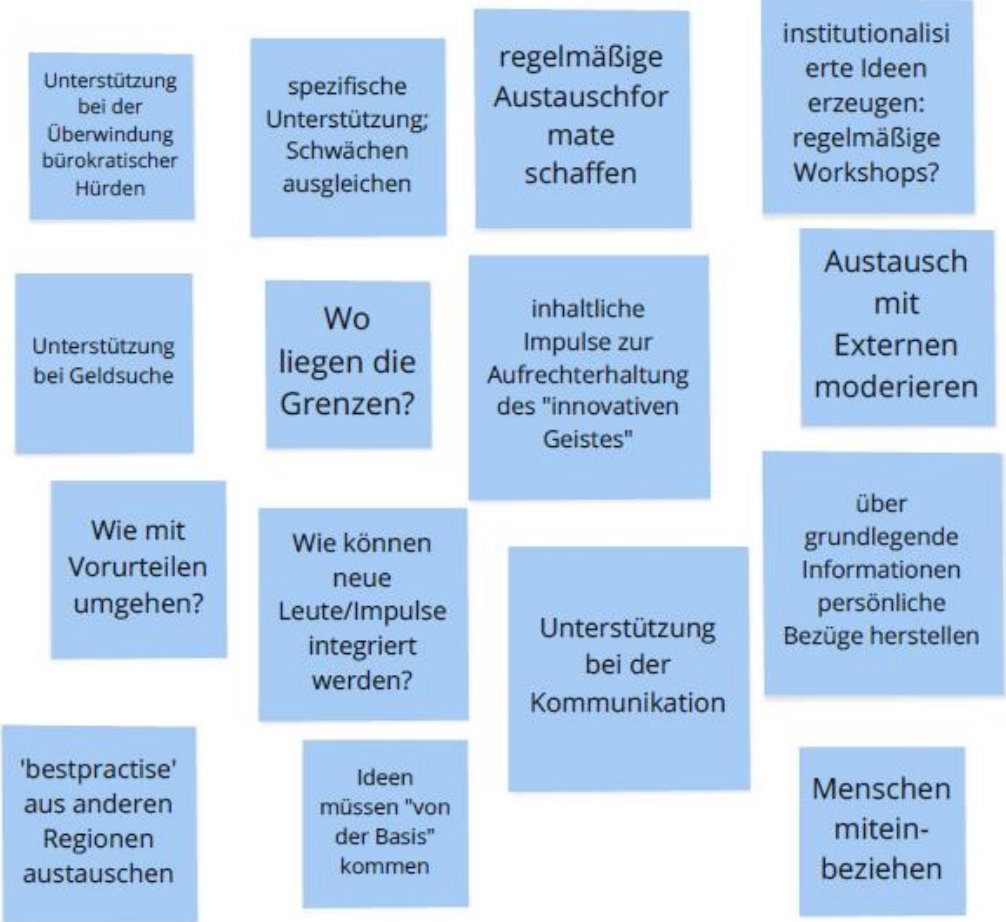 Unterstützung
bei der
Überwindung
bürokratischer
Hürden
spezifische
Unterstützung;
Schwächen
ausgleichen
regelmäßige
Austauschfor
mate
schaffen
institutionalisi
erte Ideen
erzeugen:
regelmäßige
Workshops?
Unterstützung
bei Geldsuche
Wo
liegen die
Grenzen?
inhaltliche
Impulse zur
Aufrechterhaltung
des "innovativen
Geistes"
Austausch
mit
Externen
moderieren
Wie mit
Vorurteilen
umgehen?
Wie können
neue
Leute/Impulse
integriert
werden?
Unterstützung
bei der
Kommunikation
über
grundlegende
Informationen
persönliche
Bezüge herstellen
'bestpractise'
aus anderen
Regionen
austauschen
Ideen
müssen "von
der Basis"
kommen
Menschen
mitein-
beziehen